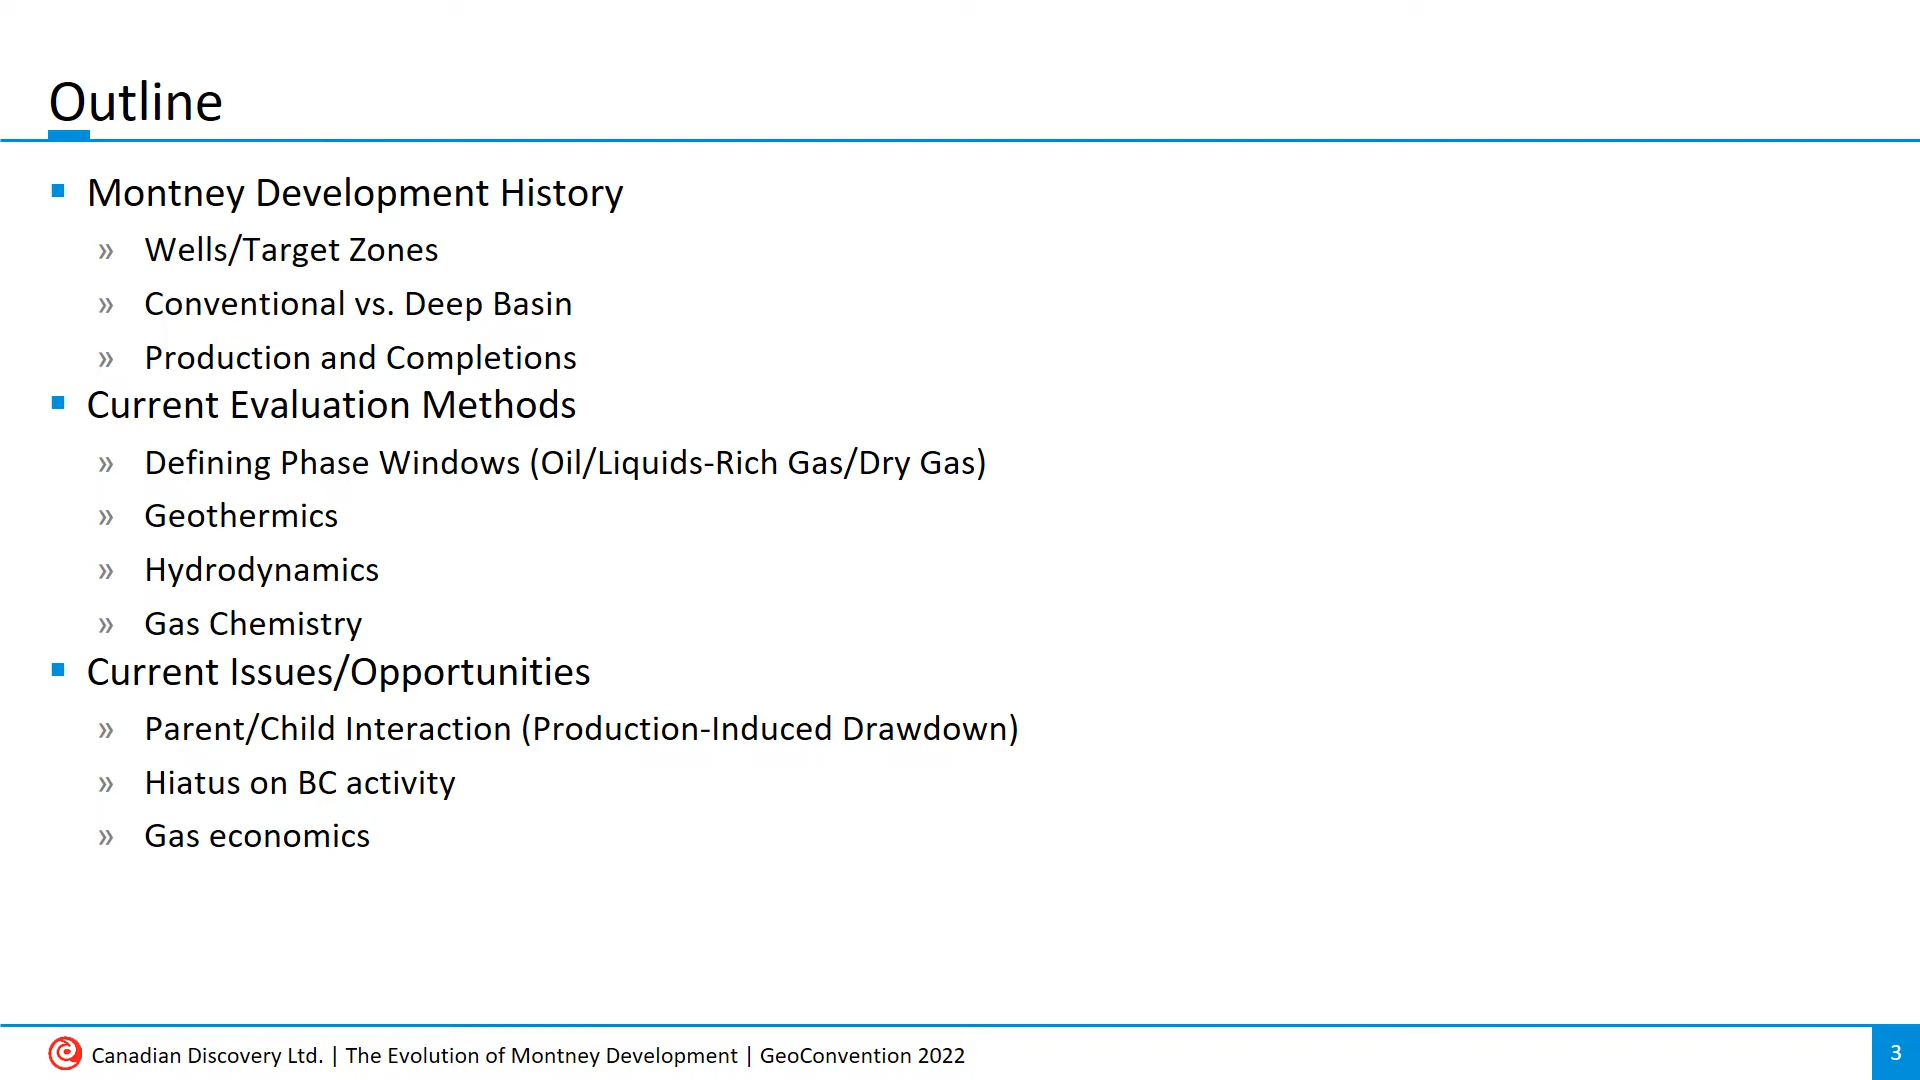 Outline
▪ Montney Development History
» Wells/Target Zones
» Conventional vs. Deep Basin
» Production and Completions
▪ Current Evaluation Methods
» Defining Phase Windows (Oil/Liquids-Rich Gas/Dry Gas)
» Geothermics
» Hydrodynamics
» Gas Chemistry
▪ Current Issues/Opportunities
» Parent/Child Interaction (Production-Induced Drawdown)
» Hiatus on BC activity
» Gas economics
Canadian Discovery Ltd. | The Evolution of Montney Development | GeoConvention 2022
3